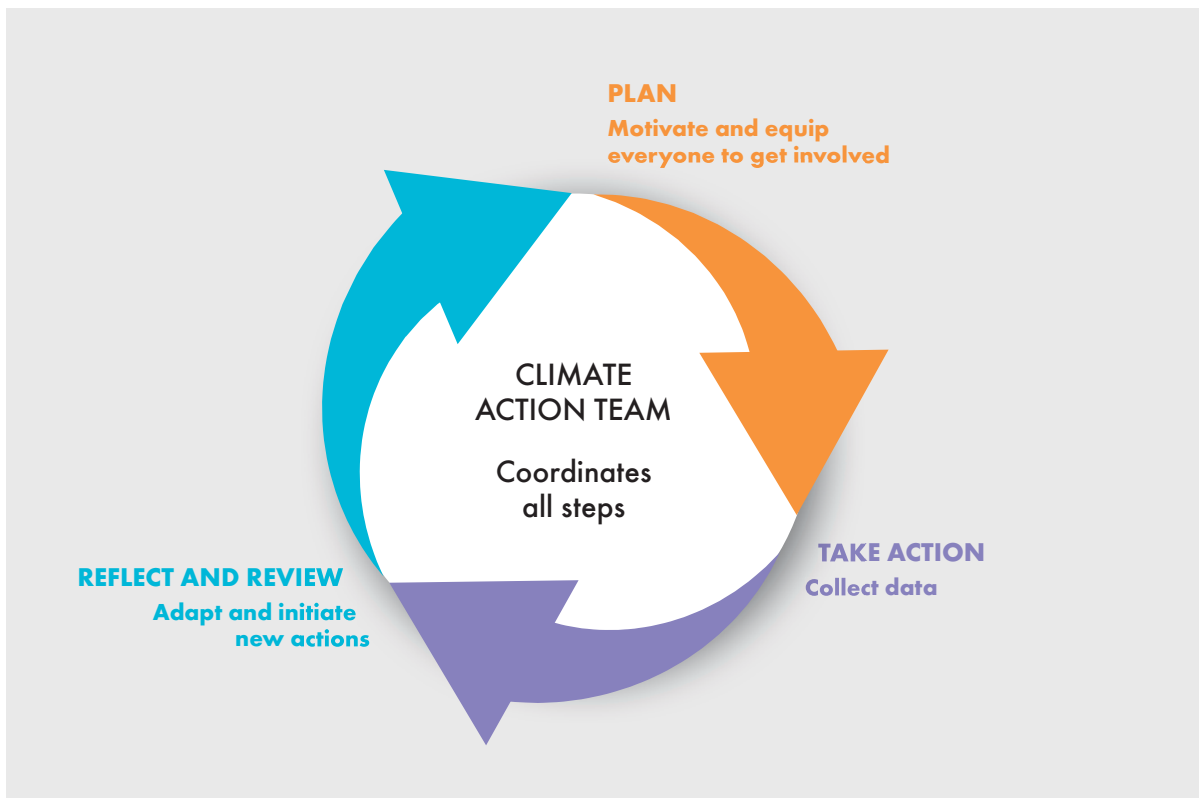 PLAN
Motivate and equip
everyone to get involved
CLIMATE
ACTION TEAM
Coordinates
all steps
TAKE ACTION
Collect data
REFLECT AND REVIEW
Adapt and initiate
new actions